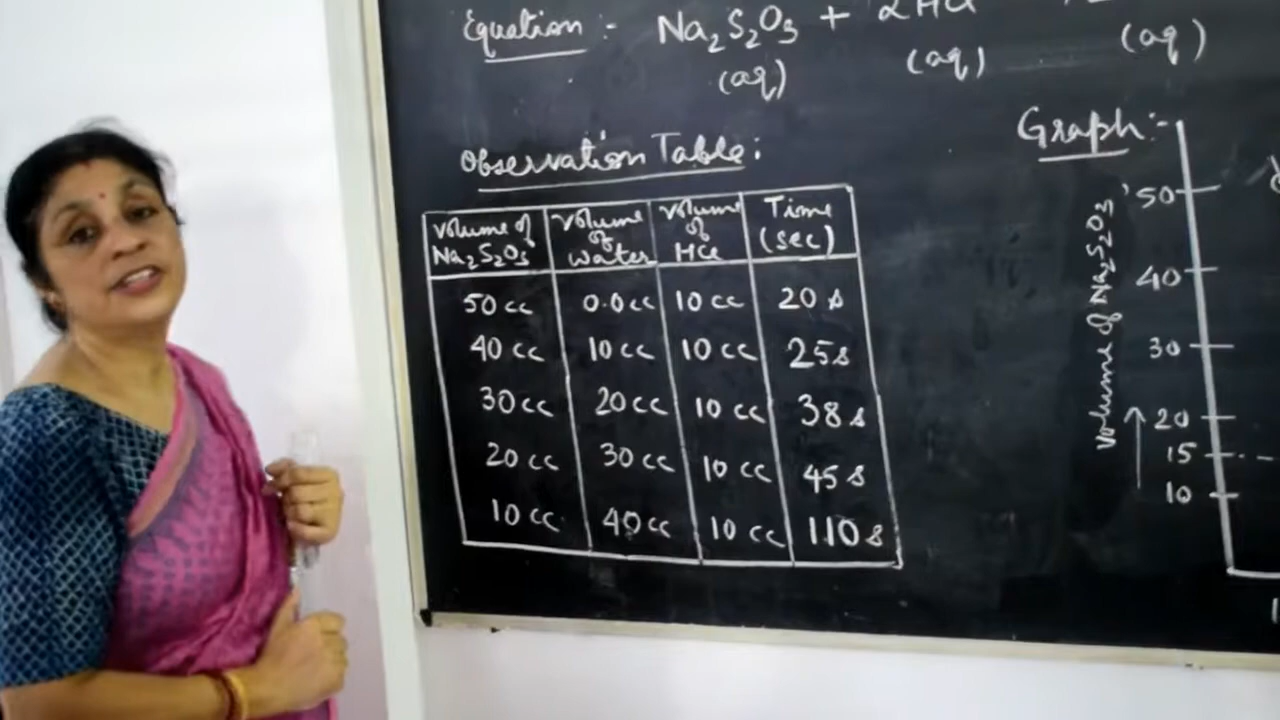 Equation :- Na₂S₂O₃ + 2HCl
(aq) (aq) (aq)
Observation Table:
Graph:-
Volume of Na₂S₂O₃ Volume of water Volume of HCl Time (sec)
50 cc 0.0 cc 10 cc 20 s
40 cc 10 cc 10 cc 25 s
30 cc 20 cc 10 cc 38 s
20 cc 30 cc 10 cc 45 s
10 cc 40 cc 10 cc 110 s
Volume of Na₂S₂O₃
50
40
30
20
15
10